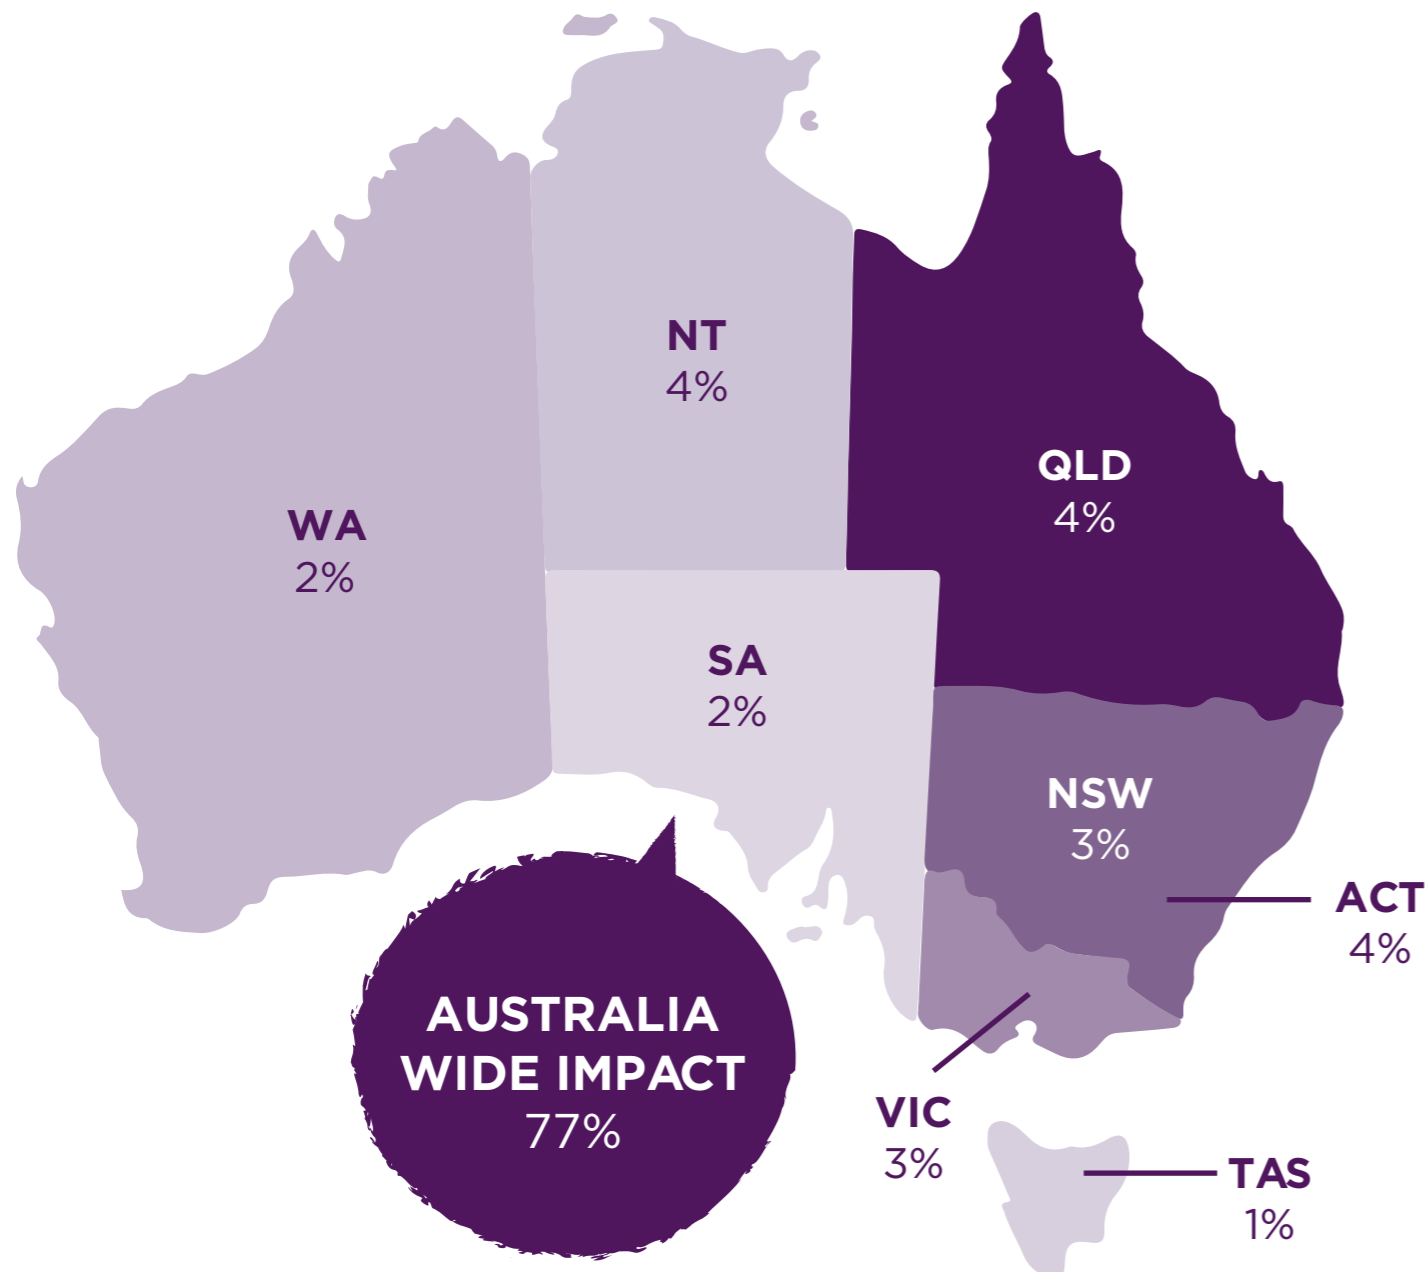 NT
4%
QLD
4%
WA
2%
SA
2%
NSW
3%
ACT
4%
AUSTRALIA
WIDE IMPACT
77%
VIC
3%
TAS
1%